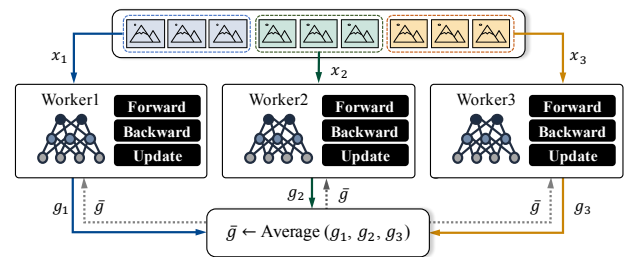 x₁
x₂
x₃
Worker1
Forward
Backward
Update
Worker2
Forward
Backward
Update
Worker3
Forward
Backward
Update
g₁
ḡ
g₂
ḡ
ḡ
g₃
ḡ ← Average (g₁, g₂, g₃)